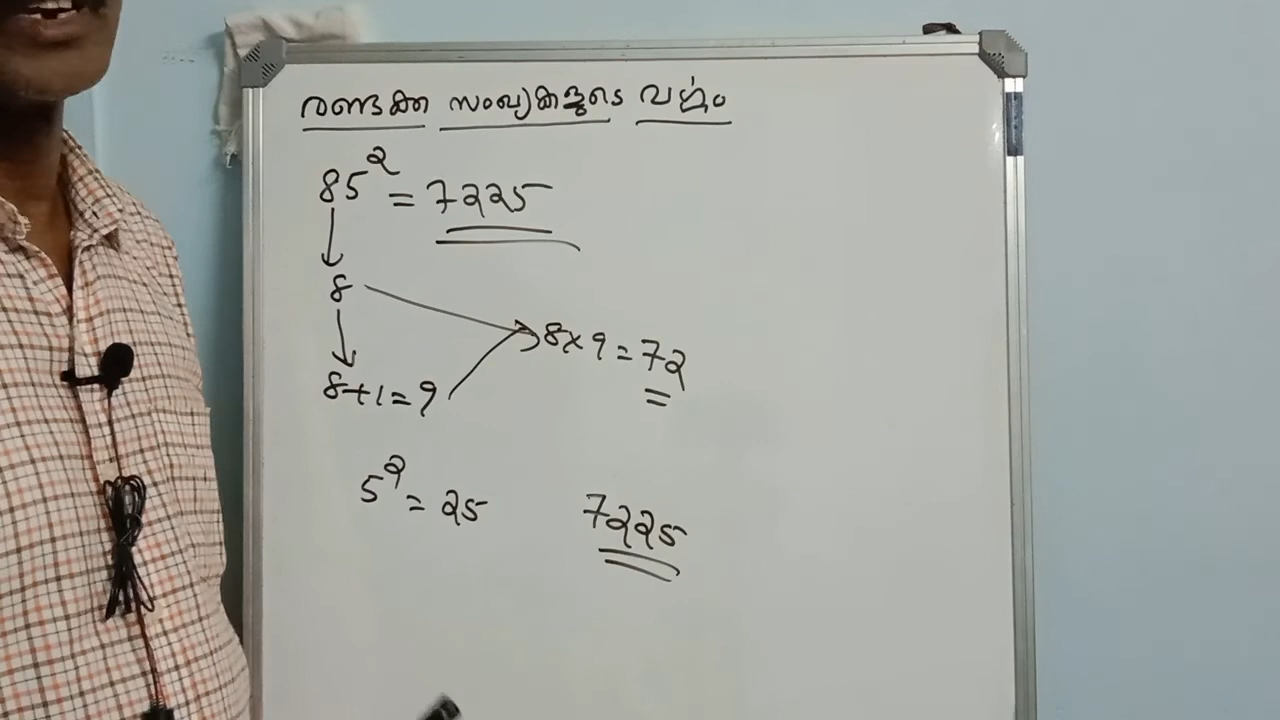 രണ്ടക്ക സംഖ്യകളുടെ വർഗ്ഗം
85² = 7225
8
8×9 = 72
8+1 = 9
5² = 25 7225